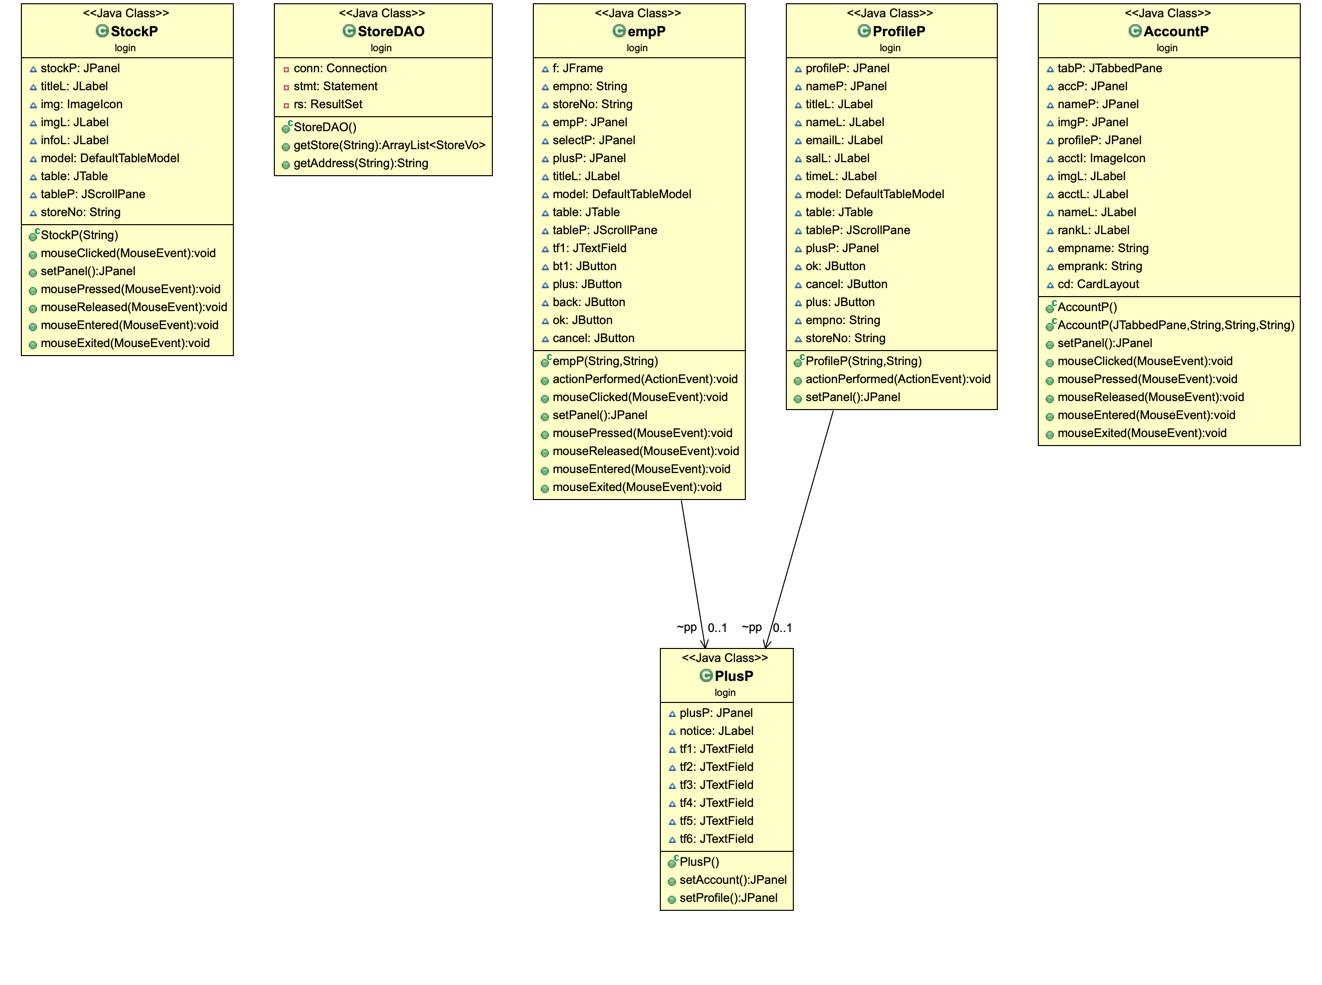 <<Java Class>>
StockP
login
stockP: JPanel
titleL: JLabel
img: ImageIcon
imgL: JLabel
infoL: JLabel
model: DefaultTableModel
table: JTable
tableP: JScrollPane
storeNo: String
StockP(String)
mouseClicked(MouseEvent):void
setPanel():JPanel
mousePressed(MouseEvent):void
mouseReleased(MouseEvent):void
mouseEntered(MouseEvent):void
mouseExited(MouseEvent):void
<<Java Class>>
StoreDAO
login
conn: Connection
stmt: Statement
rs: ResultSet
StoreDAO()
getStore(String):ArrayList<StoreVo>
getAddress(String):String
<<Java Class>>
empP
login
f: JFrame
empno: String
storeNo: String
empP: JPanel
selectP: JPanel
plusP: JPanel
titleL: JLabel
model: DefaultTableModel
table: JTable
tableP: JScrollPane
tf1: JTextField
bt1: JButton
plus: JButton
back: JButton
ok: JButton
cancel: JButton
empP(String,String)
actionPerformed(ActionEvent):void
mouseClicked(MouseEvent):void
setPanel():JPanel
mousePressed(MouseEvent):void
mouseReleased(MouseEvent):void
mouseEntered(MouseEvent):void
mouseExited(MouseEvent):void
<<Java Class>>
ProfileP
login
profileP: JPanel
nameP: JPanel
titleL: JLabel
nameL: JLabel
emailL: JLabel
salL: JLabel
timeL: JLabel
model: DefaultTableModel
table: JTable
tableP: JScrollPane
plusP: JPanel
ok: JButton
cancel: JButton
plus: JButton
empno: String
storeNo: String
ProfileP(String,String)
actionPerformed(ActionEvent):void
setPanel():JPanel
<<Java Class>>
AccountP
login
tabP: JTabbedPane
accP: JPanel
nameP: JPanel
imgP: JPanel
profileP: JPanel
acctI: ImageIcon
imgL: JLabel
acctL: JLabel
nameL: JLabel
rankL: JLabel
empname: String
emprank: String
cd: CardLayout
AccountP()
AccountP(JTabbedPane,String,String,String)
setPanel():JPanel
mouseClicked(MouseEvent):void
mousePressed(MouseEvent):void
mouseReleased(MouseEvent):void
mouseEntered(MouseEvent):void
mouseExited(MouseEvent):void
~pp 0..1
~pp 0..1
<<Java Class>>
PlusP
login
plusP: JPanel
notice: JLabel
tf1: JTextField
tf2: JTextField
tf3: JTextField
tf4: JTextField
tf5: JTextField
tf6: JTextField
PlusP()
setAccount():JPanel
setProfile():JPanel